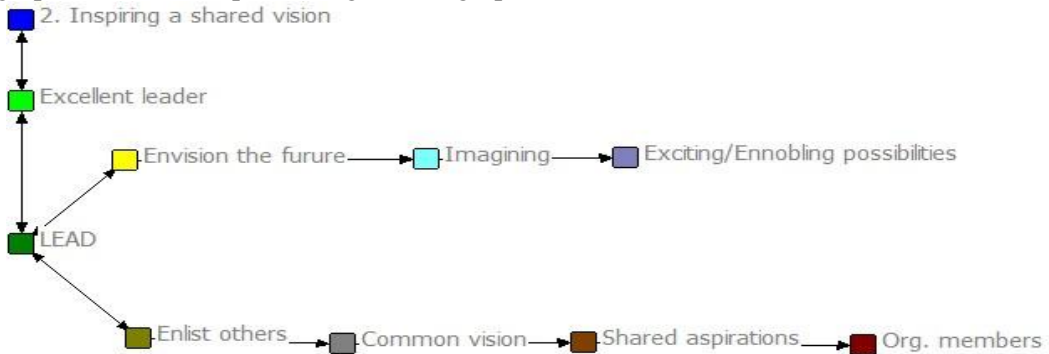 2. Inspiring a shared vision
Excellent leader
Envision the furure
Imagining
Exciting/Ennobling possibilities
LEAD
Enlist others
Common vision
Shared aspirations
Org. members